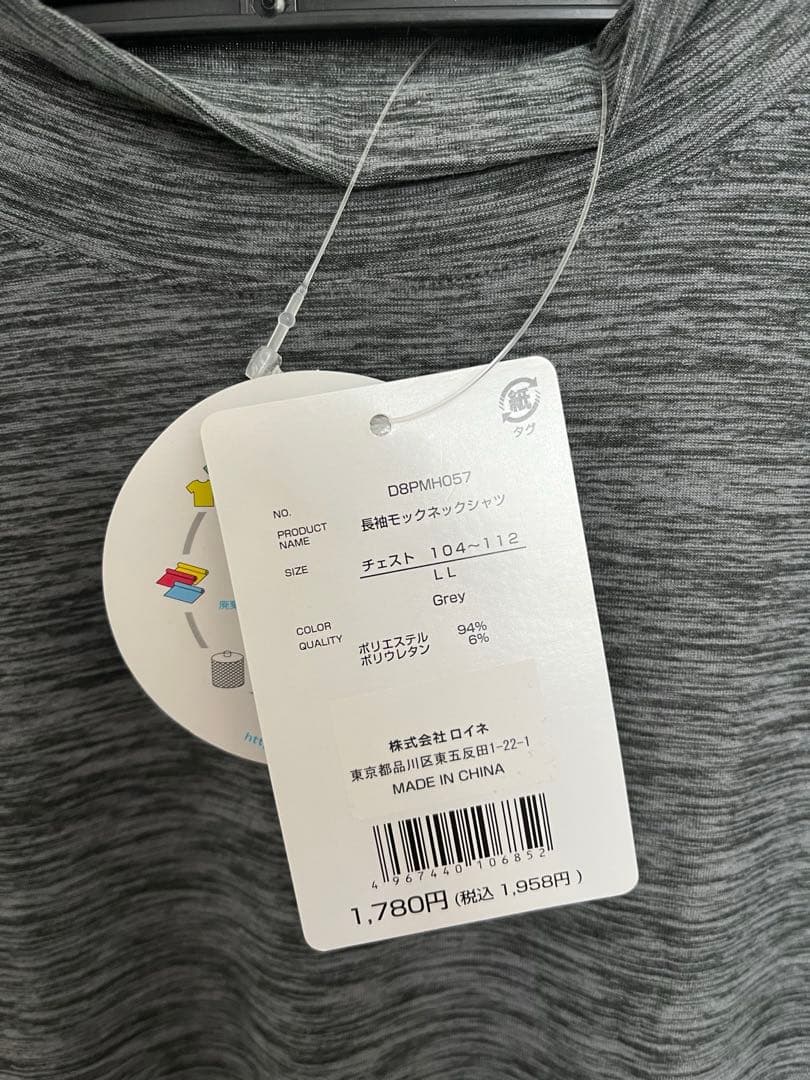 紙
タグ
NO. D8PMH057
PRODUCT NAME 長袖モックネックシャツ
SIZE チェスト 104~112
LL
COLOR Grey
QUALITY ポリエステル 94%
ポリウレタン 6%
株式会社 ロイネ
東京都品川区東五反田1-22-1
MADE IN CHINA
4 967440 106852
1,780円 (税込 1,958円 )
htt